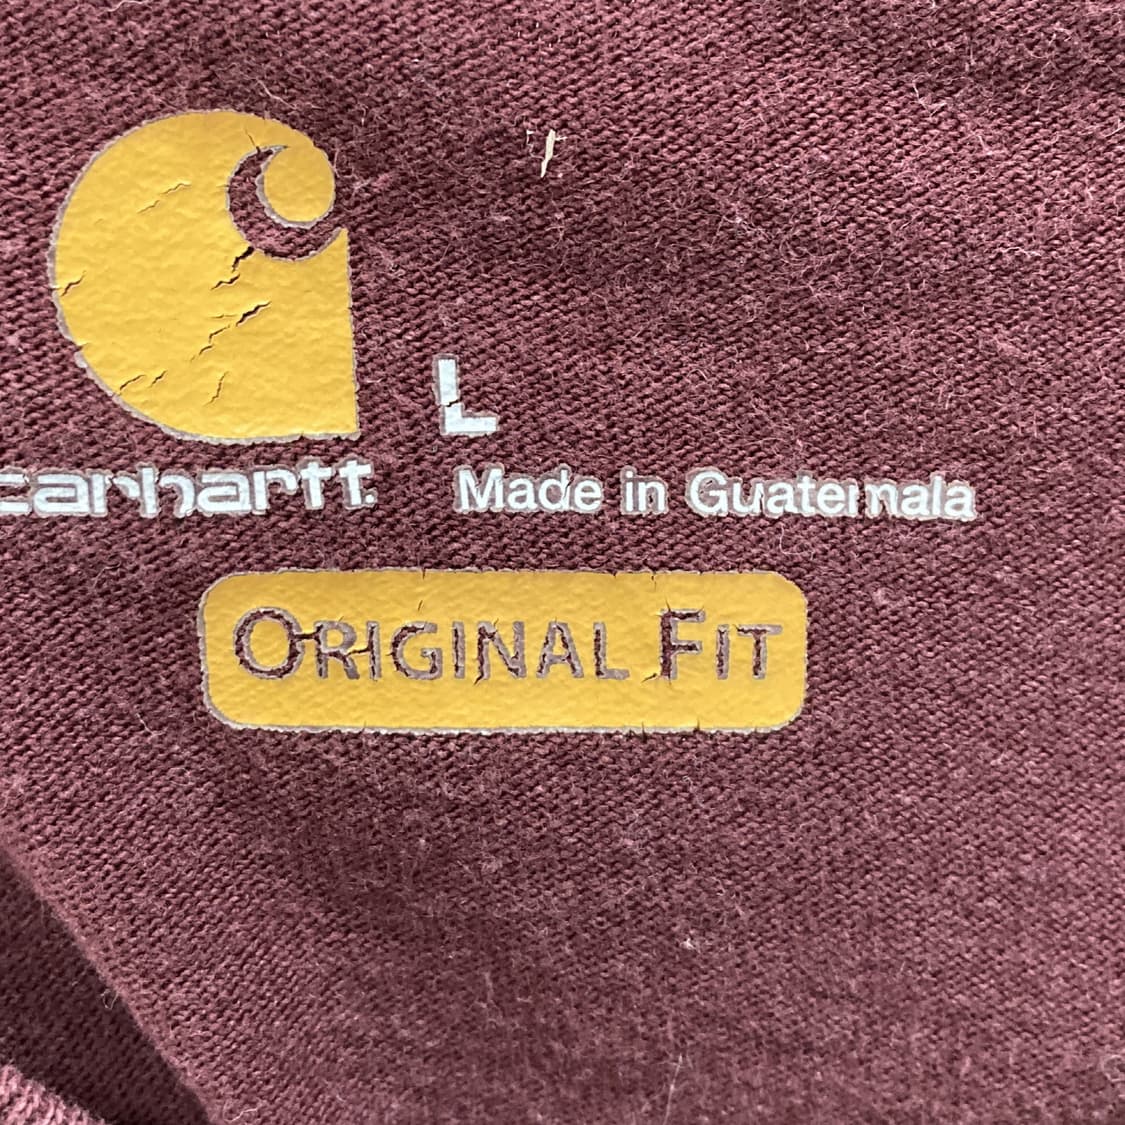 L
carhartt.
Made in Guatemala
ORIGINAL FIT